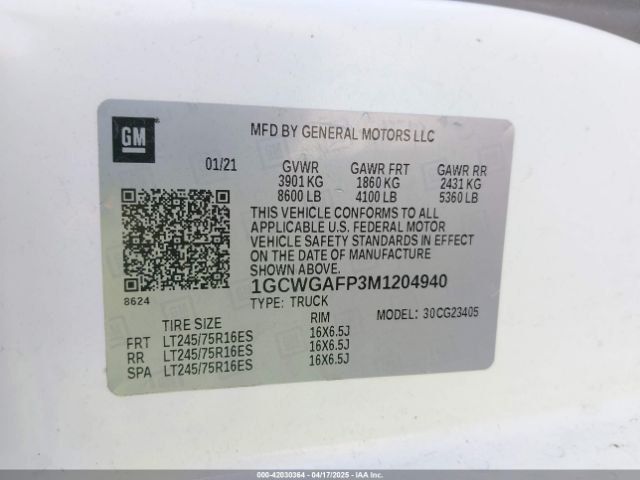 GM
MFD BY GENERAL MOTORS LLC
01/21 GVWR GAWR FRT GAWR RR
3901 KG 1860 KG 2431 KG
8600 LB 4100 LB 5360 LB
THIS VEHICLE CONFORMS TO ALL
APPLICABLE U.S. FEDERAL MOTOR
VEHICLE SAFETY STANDARDS IN EFFECT
ON THE DATE OF MANUFACTURE
SHOWN ABOVE.
8624
1GCWGAFP3M1204940
TYPE: TRUCK MODEL: 30CG23405
TIRE SIZE RIM
FRT LT245/75R16ES 16X6.5J
RR LT245/75R16ES 16X6.5J
SPA LT245/75R16ES 16X6.5J
000-42030364 - 04/17/2025 - IAAI.COM